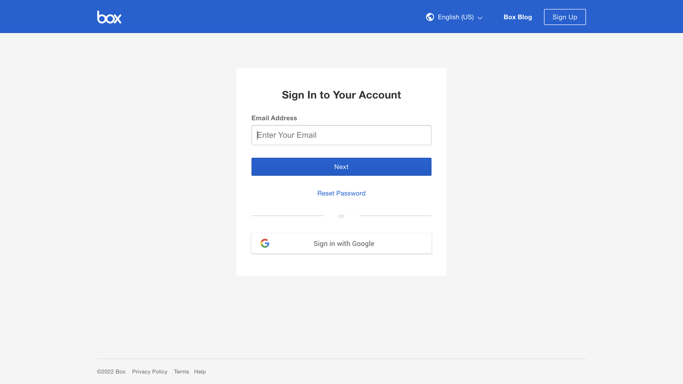 box
English (US)
Box Blog
Sign Up
Sign In to Your Account
Email Address
Enter Your Email
Next
Reset Password
or
Sign in with Google
©2022 Box Privacy Policy Terms Help